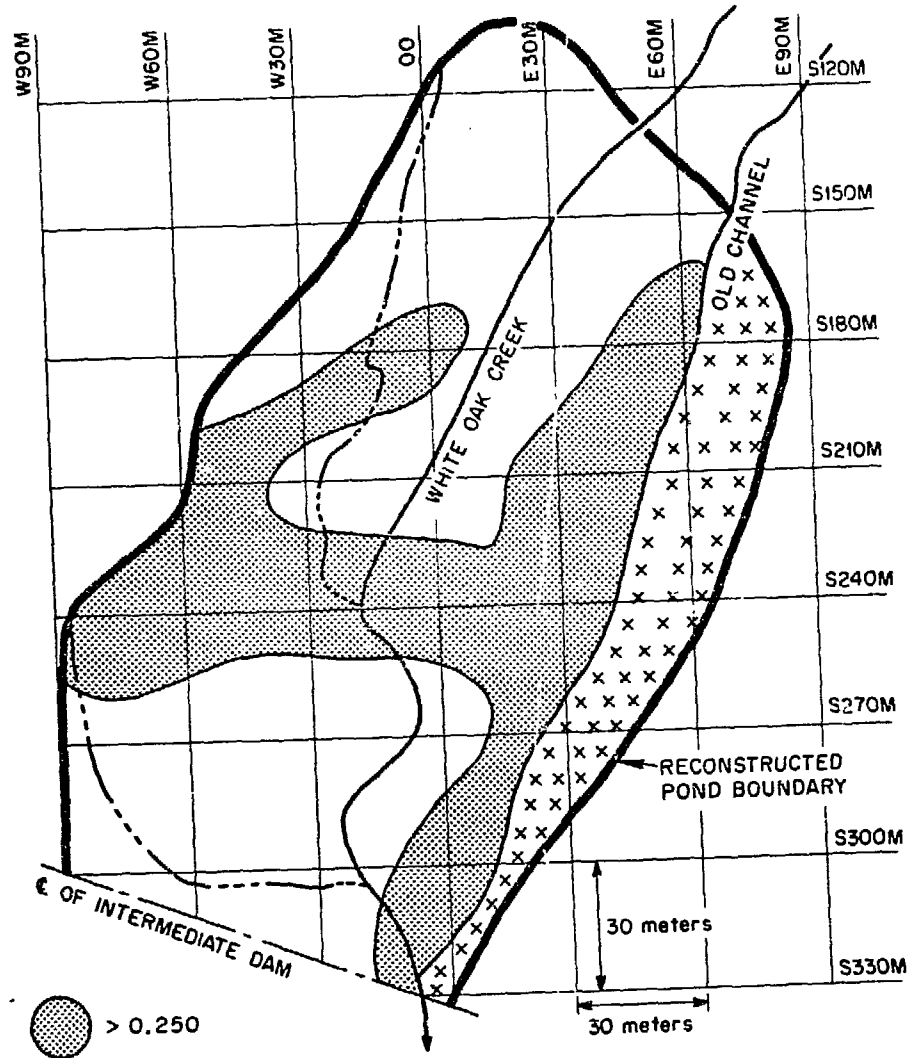 W90M
W60M
W30M
00
E30M
E60M
E90M
S120M
S150M
OLD CHANNEL
S180M
WHITE OAK CREEK
S210M
S240M
S270M
RECONSTRUCTED
POND BOUNDARY
S300M
℄ OF INTERMEDIATE DAM
30 meters
S330M
30 meters
> 0.250